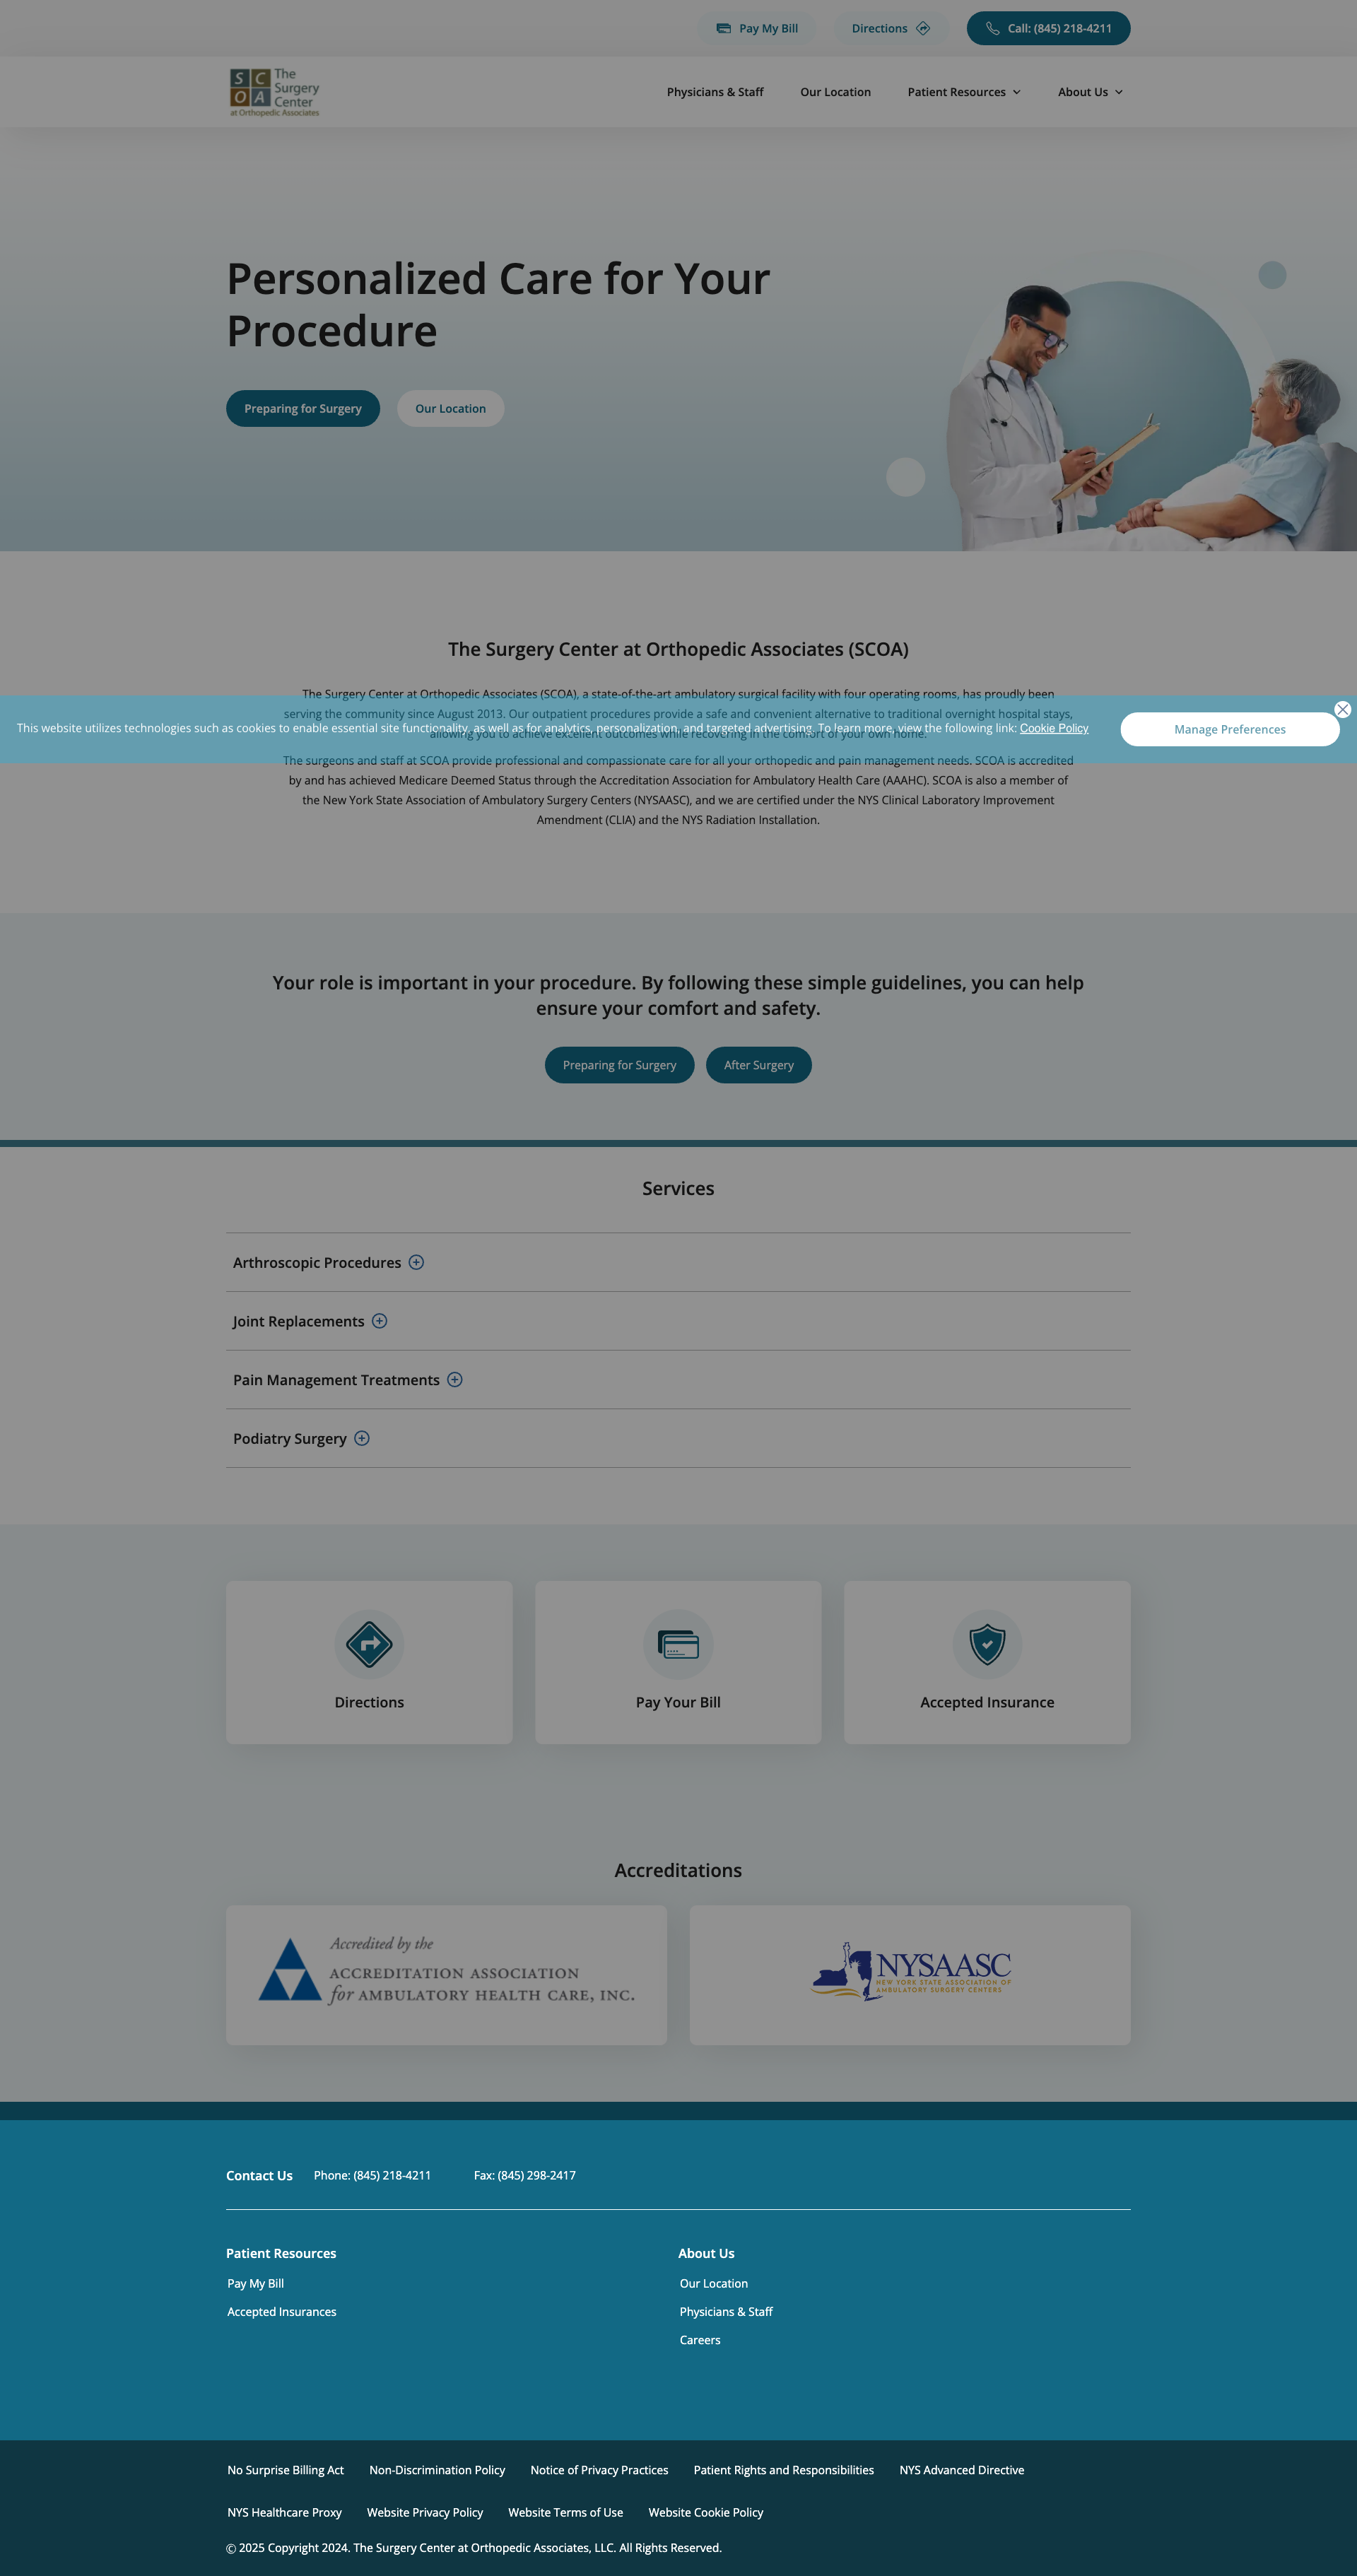 Pay My Bill
Directions
Call: (845) 218-4211
SCOA The Surgery Center at Orthopedic Associates
Physicians & Staff
Our Location
Patient Resources
About Us
Personalized Care for Your
Procedure
Preparing for Surgery
Our Location
The Surgery Center at Orthopedic Associates (SCOA)
The Surgery Center at Orthopedic Associates (SCOA), a state-of-the-art ambulatory surgical facility with four operating rooms, has proudly been
serving the community since August 2013. Our outpatient procedures provide a safe and convenient alternative to traditional overnight hospital stays,
This website utilizes technologies such as cookies to enable essential site functionality, as well as for analytics, personalization, and targeted advertising. To learn more, view the following link: Cookie Policy
Manage Preferences
allowing you to achieve excellent outcomes while recovering in the comfort of your own home.
The surgeons and staff at SCOA provide professional and compassionate care for all your orthopedic and pain management needs. SCOA is accredited
by and has achieved Medicare Deemed Status through the Accreditation Association for Ambulatory Health Care (AAAHC). SCOA is also a member of
the New York State Association of Ambulatory Surgery Centers (NYSAASC), and we are certified under the NYS Clinical Laboratory Improvement
Amendment (CLIA) and the NYS Radiation Installation.
Your role is important in your procedure. By following these simple guidelines, you can help
ensure your comfort and safety.
Preparing for Surgery
After Surgery
Services
Arthroscopic Procedures
Joint Replacements
Pain Management Treatments
Podiatry Surgery
Directions
Pay Your Bill
Accepted Insurance
Accreditations
Accredited by the
ACCREDITATION ASSOCIATION
for AMBULATORY HEALTH CARE, INC.
NYSAASC
NEW YORK STATE ASSOCIATION OF
AMBULATORY SURGERY CENTERS
Contact Us
Phone: (845) 218-4211
Fax: (845) 298-2417
Patient Resources
Pay My Bill
Accepted Insurances
About Us
Our Location
Physicians & Staff
Careers
No Surprise Billing Act
Non-Discrimination Policy
Notice of Privacy Practices
Patient Rights and Responsibilities
NYS Advanced Directive
NYS Healthcare Proxy
Website Privacy Policy
Website Terms of Use
Website Cookie Policy
© 2025 Copyright 2024. The Surgery Center at Orthopedic Associates, LLC. All Rights Reserved.